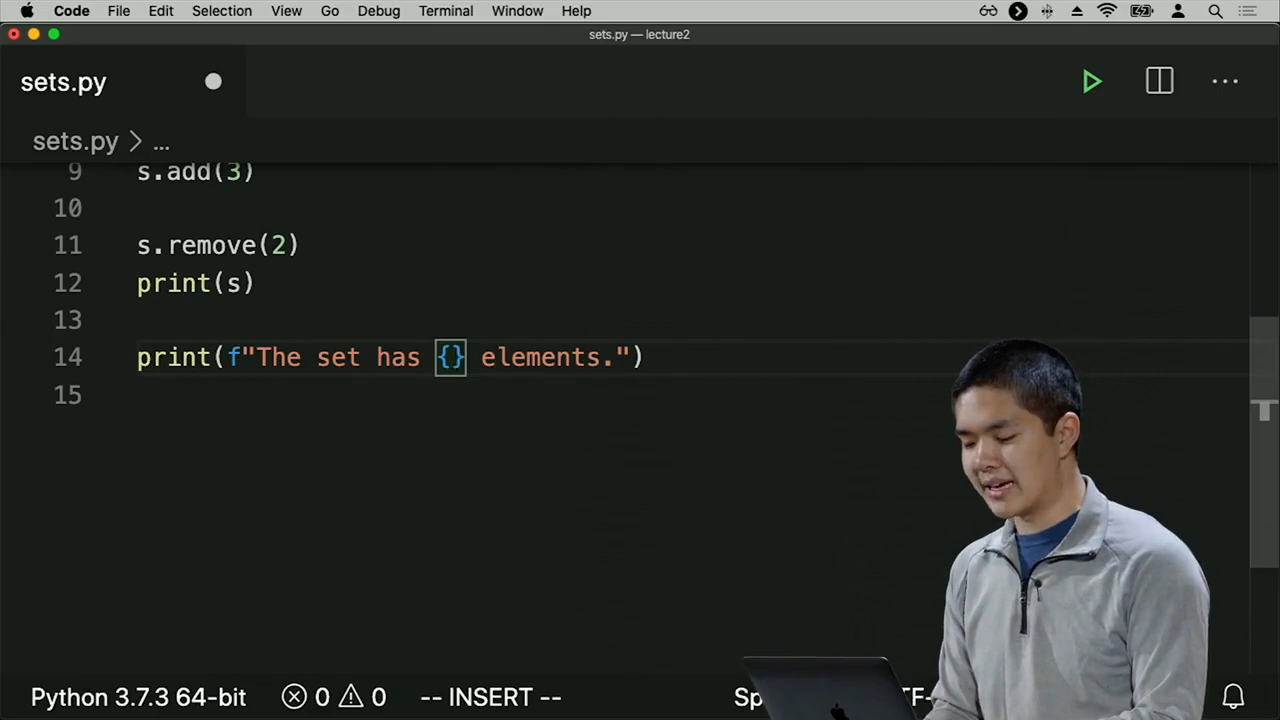 Code File Edit Selection View Go Debug Terminal Window Help
sets.py — lecture2
sets.py
sets.py > ...
9 s.add(3)
10
11 s.remove(2)
12 print(s)
13
14 print(f"The set has {} elements.")
15
Python 3.7.3 64-bit 0 0 -- INSERT --